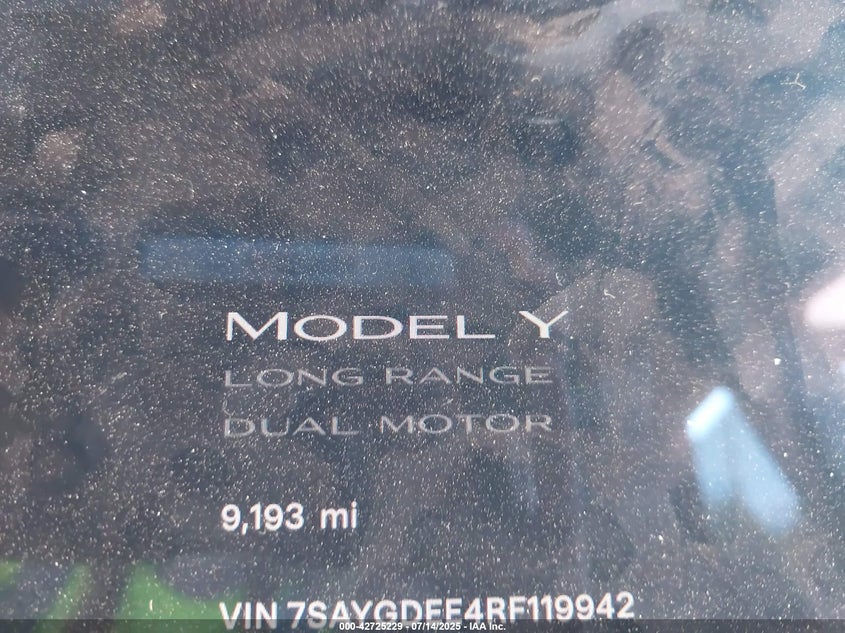 MODEL Y
LONG RANGE
DUAL MOTOR
9,193 mi
VIN 7SAYGDEE4RF119942
000-42725229 - 07/14/2025 - IAA Inc.